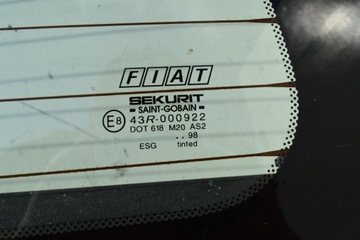 FIAT
SEKURIT
SAINT-GOBAIN
E8 43R-000922
DOT 618 M20 AS2
.. 98
ESG tinted